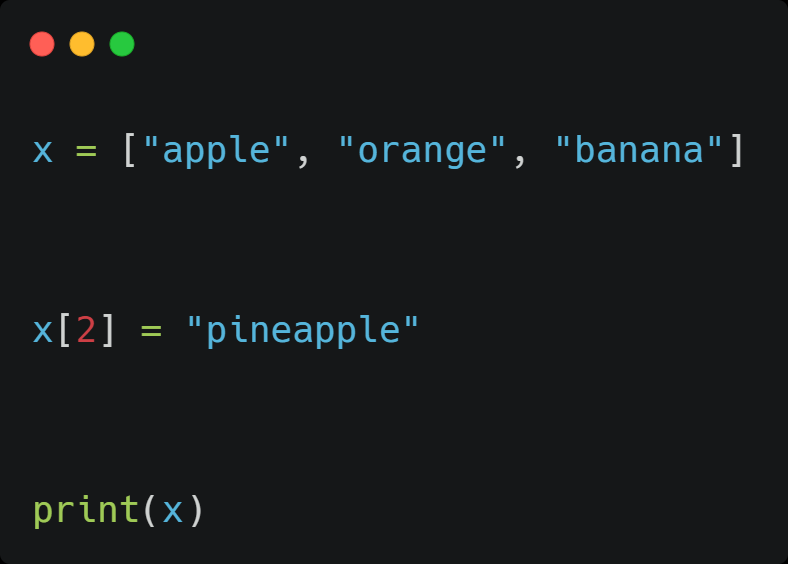 x = ["apple", "orange", "banana"]
x[2] = "pineapple"
print(x)